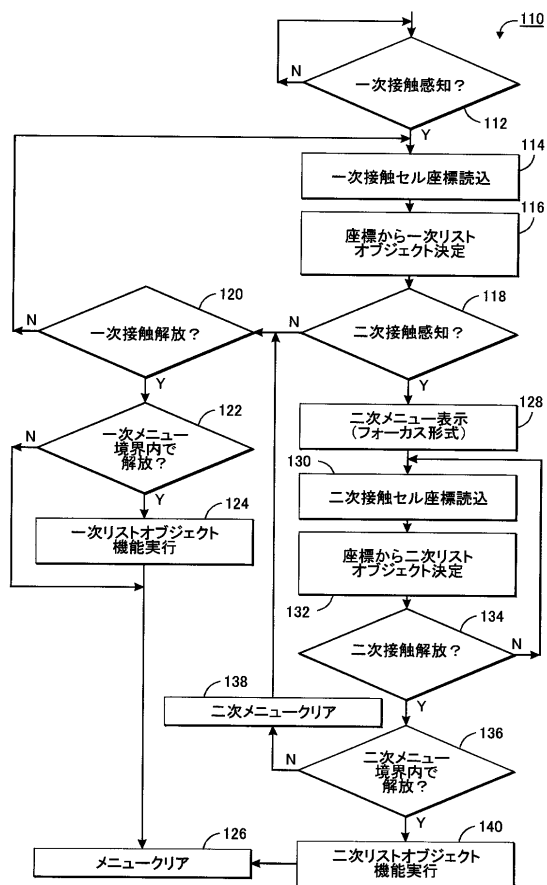 110
一次接触感知？
N
112
Y
114
一次接触セル座標読込
116
座標から一次リスト
オブジェクト決定
120
118
N
一次接触解放？
N
二次接触感知？
Y
Y
122
128
N
一次メニュー
境界内で
解放？
二次メニュー表示
(フォーカス形式)
130
Y
124
二次接触セル座標読込
一次リストオブジェクト
機能実行
座標から二次リスト
オブジェクト決定
132
134
二次接触解放？
N
138
Y
二次メニュークリア
136
N
二次メニュー
境界内で
解放？
Y
126
140
メニュークリア
二次リストオブジェクト
機能実行